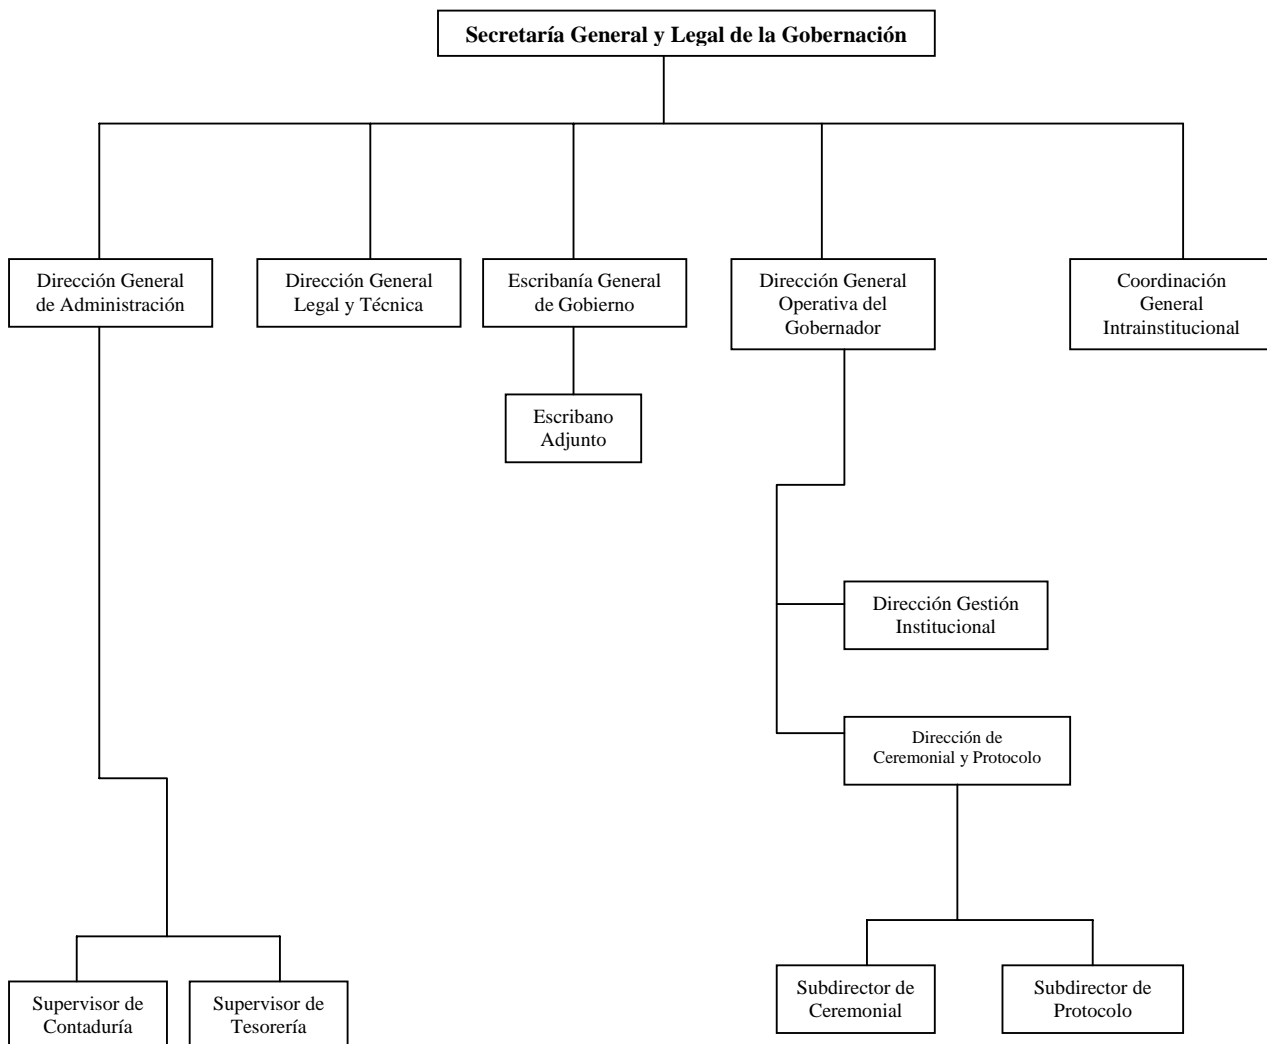 Secretaría General y Legal de la Gobernación
Dirección General
de Administración
Dirección General
Legal y Técnica
Escribanía General
de Gobierno
Dirección General
Operativa del
Gobernador
Coordinación
General
Intrainstitucional
Escribano
Adjunto
Dirección Gestión
Institucional
Dirección de
Ceremonial y Protocolo
Supervisor de
Contaduría
Supervisor de
Tesorería
Subdirector de
Ceremonial
Subdirector de
Protocolo